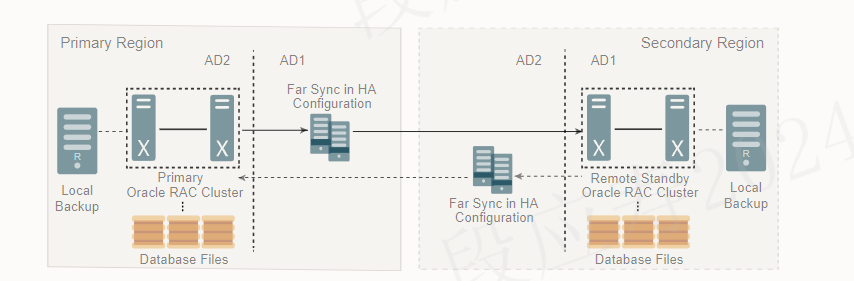 Primary Region
Secondary Region
AD2
AD1
AD2
AD1
Far Sync in HA
Configuration
X
X
X
X
R
R
Local
Backup
Primary
Oracle RAC Cluster
Far Sync in HA
Configuration
Remote Standby
Oracle RAC Cluster
Local
Backup
Database Files
Database Files